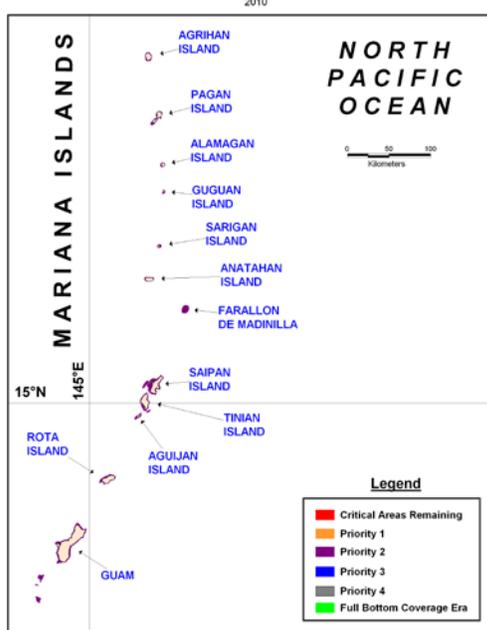 2010
MARIANA ISLANDS
NORTH
PACIFIC
OCEAN
0 50 100
Kilometers
AGRIHAN
ISLAND
PAGAN
ISLAND
ALAMAGAN
ISLAND
GUGUAN
ISLAND
SARIGAN
ISLAND
ANATAHAN
ISLAND
FARALLON
DE MADINILLA
SAIPAN
ISLAND
15°N
145°E
TINIAN
ISLAND
AGUIJAN
ISLAND
ROTA
ISLAND
GUAM
Legend
Critical Areas Remaining
Priority 1
Priority 2
Priority 3
Priority 4
Full Bottom Coverage Era